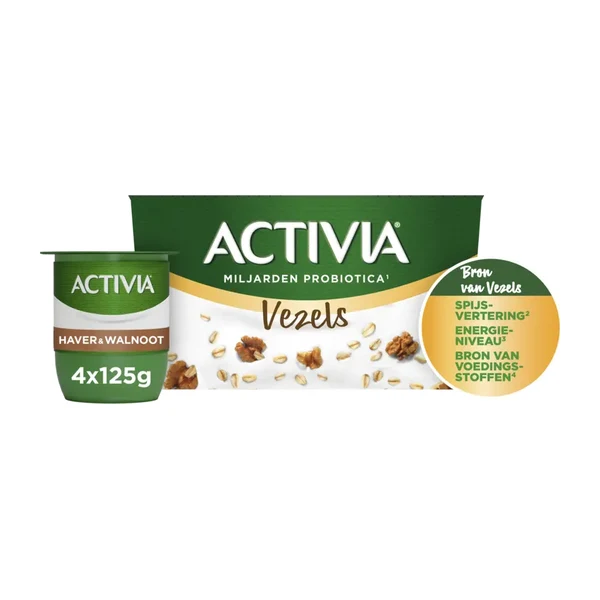 ACTIVIA
HAVER & WALNOOT
4x125g
ACTIVIA®
MILJARDEN PROBIOTICA¹
Vezels
Bron
van Vezels
SPIJS-
VERTERING²
ENERGIE-
NIVEAU³
BRON VAN
VOEDINGS-
STOFFEN⁴